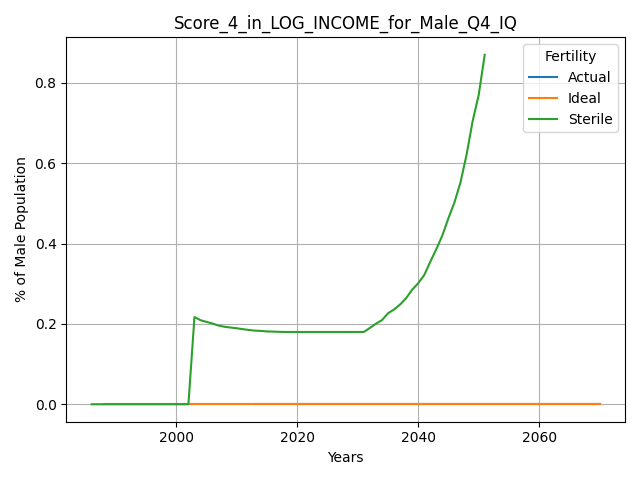 Score_4_in_LOG_INCOME_for_Male_Q4_IQ
Fertility
Actual
Ideal
Sterile
% of Male Population
0.8
0.6
0.4
0.2
0.0
2000
2020
2040
2060
Years